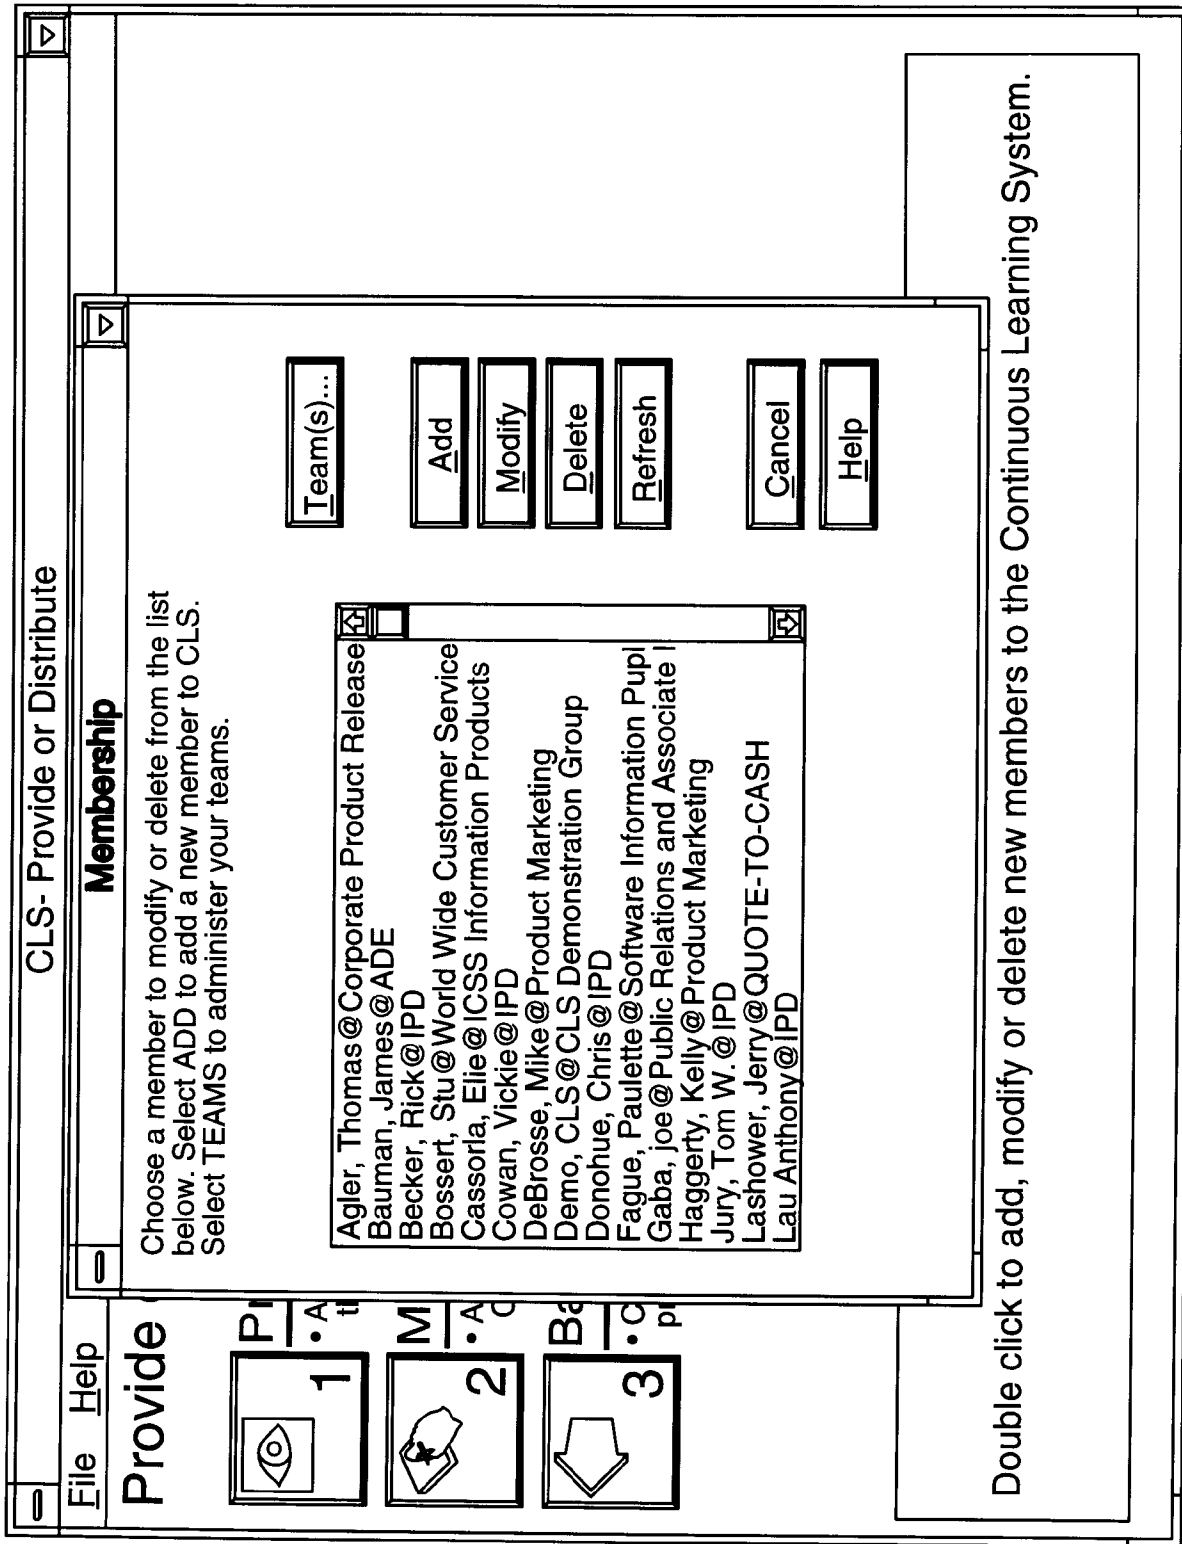 CLS- Provide or Distribute
File Help
Provide
Membership
Choose a member to modify or delete from the list
below. Select ADD to add a new member to CLS.
Select TEAMS to administer your teams.
Team(s)...
Agler, Thomas@Corporate Product Release
Bauman, James@ADE
Becker, Rick@IPD
Bossert, Stu@World Wide Customer Service
Cassorla, Elie@ICSS Information Products
Cowan, Vickie@IPD
DeBrosse, Mike@Product Marketing
Demo, CLS@CLS Demonstration Group
Donohue, Chris@IPD
Fague, Paulette@Software Information Pupl
Gaba, joe@Public Relations and Associate
Haggerty, Kelly@Product Marketing
Jury, Tom W.@IPD
Lashower, Jerry@QUOTE-TO-CASH
Lau Anthony@IPD
Add
Modify
Delete
Refresh
Cancel
Help
1
2
3
Double click to add, modify or delete new members to the Continuous Learning System.